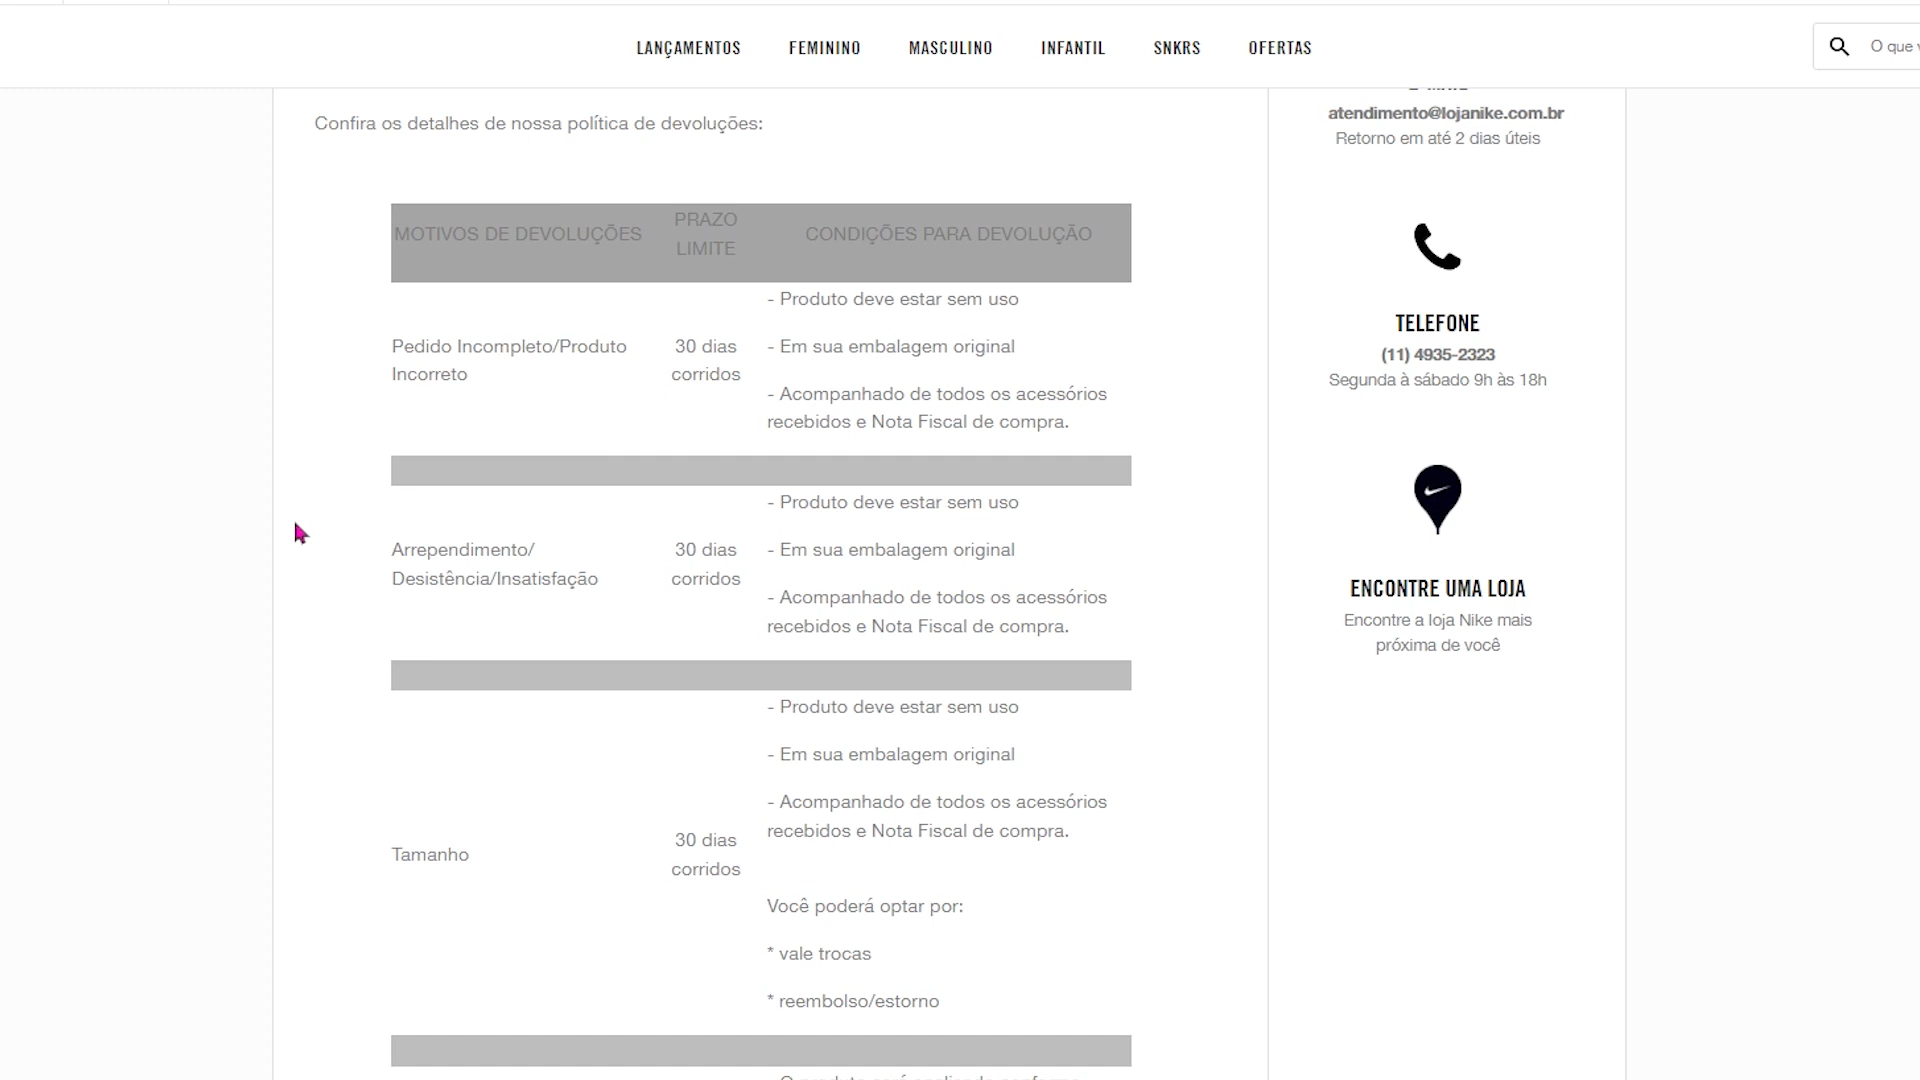 LANÇAMENTOS
FEMININO
MASCULINO
INFANTIL
SNKRS
OFERTAS
O que
Confira os detalhes de nossa política de devoluções:
MOTIVOS DE DEVOLUÇÕES
PRAZO
LIMITE
CONDIÇÕES PARA DEVOLUÇÃO
Pedido Incompleto/Produto
Incorreto
30 dias
corridos
- Produto deve estar sem uso
- Em sua embalagem original
- Acompanhado de todos os acessórios
recebidos e Nota Fiscal de compra.
Arrependimento/
Desistência/Insatisfação
30 dias
corridos
- Produto deve estar sem uso
- Em sua embalagem original
- Acompanhado de todos os acessórios
recebidos e Nota Fiscal de compra.
Tamanho
30 dias
corridos
- Produto deve estar sem uso
- Em sua embalagem original
- Acompanhado de todos os acessórios
recebidos e Nota Fiscal de compra.
Você poderá optar por:
* vale trocas
* reembolso/estorno
atendimento@lojanike.com.br
Retorno em até 2 dias úteis
TELEFONE
(11) 4935-2323
Segunda à sábado 9h às 18h
ENCONTRE UMA LOJA
Encontre a loja Nike mais
próxima de você